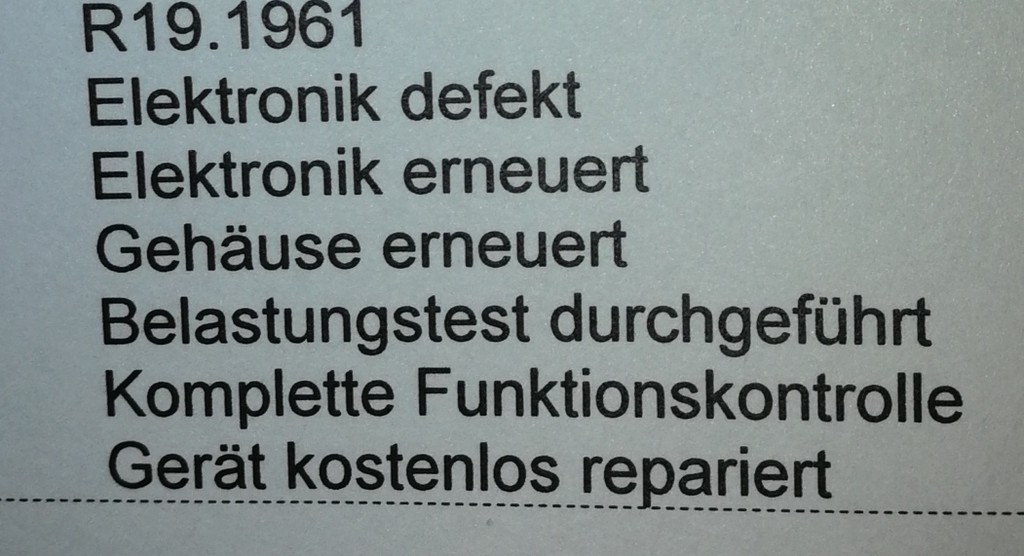 R19.1961
Elektronik defekt
Elektronik erneuert
Gehäuse erneuert
Belastungstest durchgeführt
Komplette Funktionskontrolle
Gerät kostenlos repariert